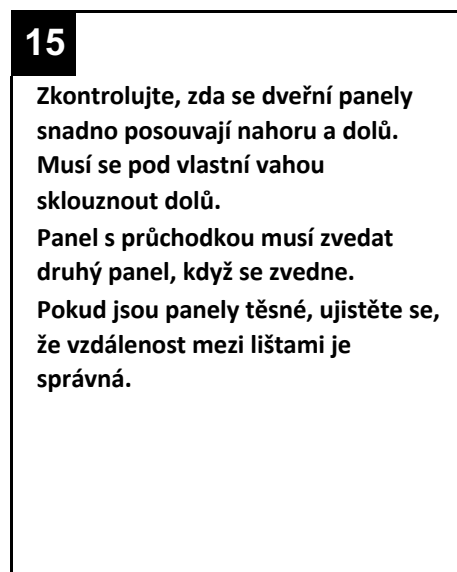 15
Zkontrolujte, zda se dveřní panely
snadno posouvají nahoru a dolů.
Musí se pod vlastní vahou
sklouznout dolů.
Panel s průchodkou musí zvedat
druhý panel, když se zvedne.
Pokud jsou panely těsné, ujistěte se,
že vzdálenost mezi lištami je
správná.